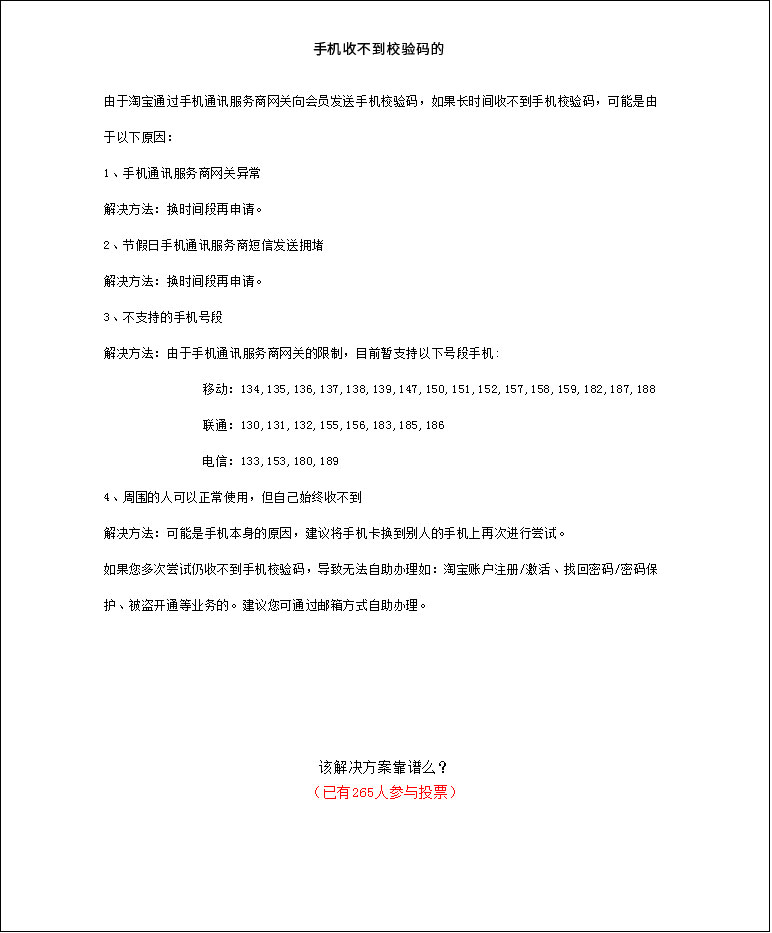 手机收不到校验码的
由于淘宝通过手机通讯服务商网关向会员发送手机校验码，如果长时间收不到手机校验码，可能是由
于以下原因：
1、手机通讯服务商网关异常
解决方法：换时间段再申请。
2、节假日手机通讯服务商短信发送拥堵
解决方法：换时间段再申请。
3、不支持的手机号段
解决方法：由于手机通讯服务商网关的限制，目前暂支持以下号段手机:
移动：134,135,136,137,138,139,147,150,151,152,157,158,159,182,187,188
联通：130,131,132,155,156,183,185,186
电信：133,153,180,189
4、周围的人可以正常使用，但自己始终收不到
解决方法：可能是手机本身的原因，建议将手机卡换到别人的手机上再次进行尝试。
如果您多次尝试仍收不到手机校验码，导致无法自助办理如：淘宝账户注册/激活、找回密码/密码保
护、被盗开通等业务的。建议您可通过邮箱方式自助办理。
该解决方案靠谱么？
（已有265人参与投票）